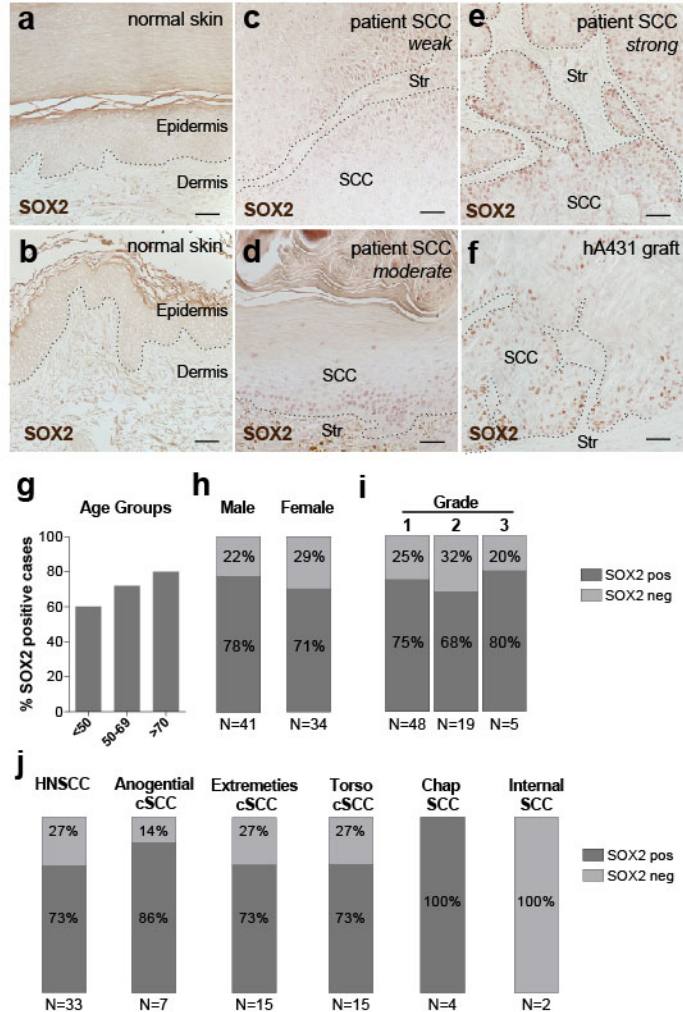 a
normal skin
Epidermis
Dermis
SOX2
b
normal skin
Epidermis
Dermis
SOX2
c
patient SCC
weak
Str
SCC
SOX2
d
patient SCC
moderate
SCC
SOX2
Str
e
patient SCC
strong
Str
SOX2
SCC
f
hA431 graft
SCC
SOX2
Str
g
Age Groups
% SOX2 positive cases
100
80
60
40
20
0
<50
50-69
>70
h
Male Female
22% 29%
78% 71%
N=41 N=34
i
Grade
1 2 3
25% 32% 20%
75% 68% 80%
N=48 N=19 N=5
SOX2 pos
SOX2 neg
j
HNSCC
Anogential
cSCC
Extremeties
cSCC
Torso
cSCC
Chap
SCC
Internal
SCC
27% 14% 27% 27%
73% 86% 73% 73% 100% 100%
N=33 N=7 N=15 N=15 N=4 N=2
SOX2 pos
SOX2 neg